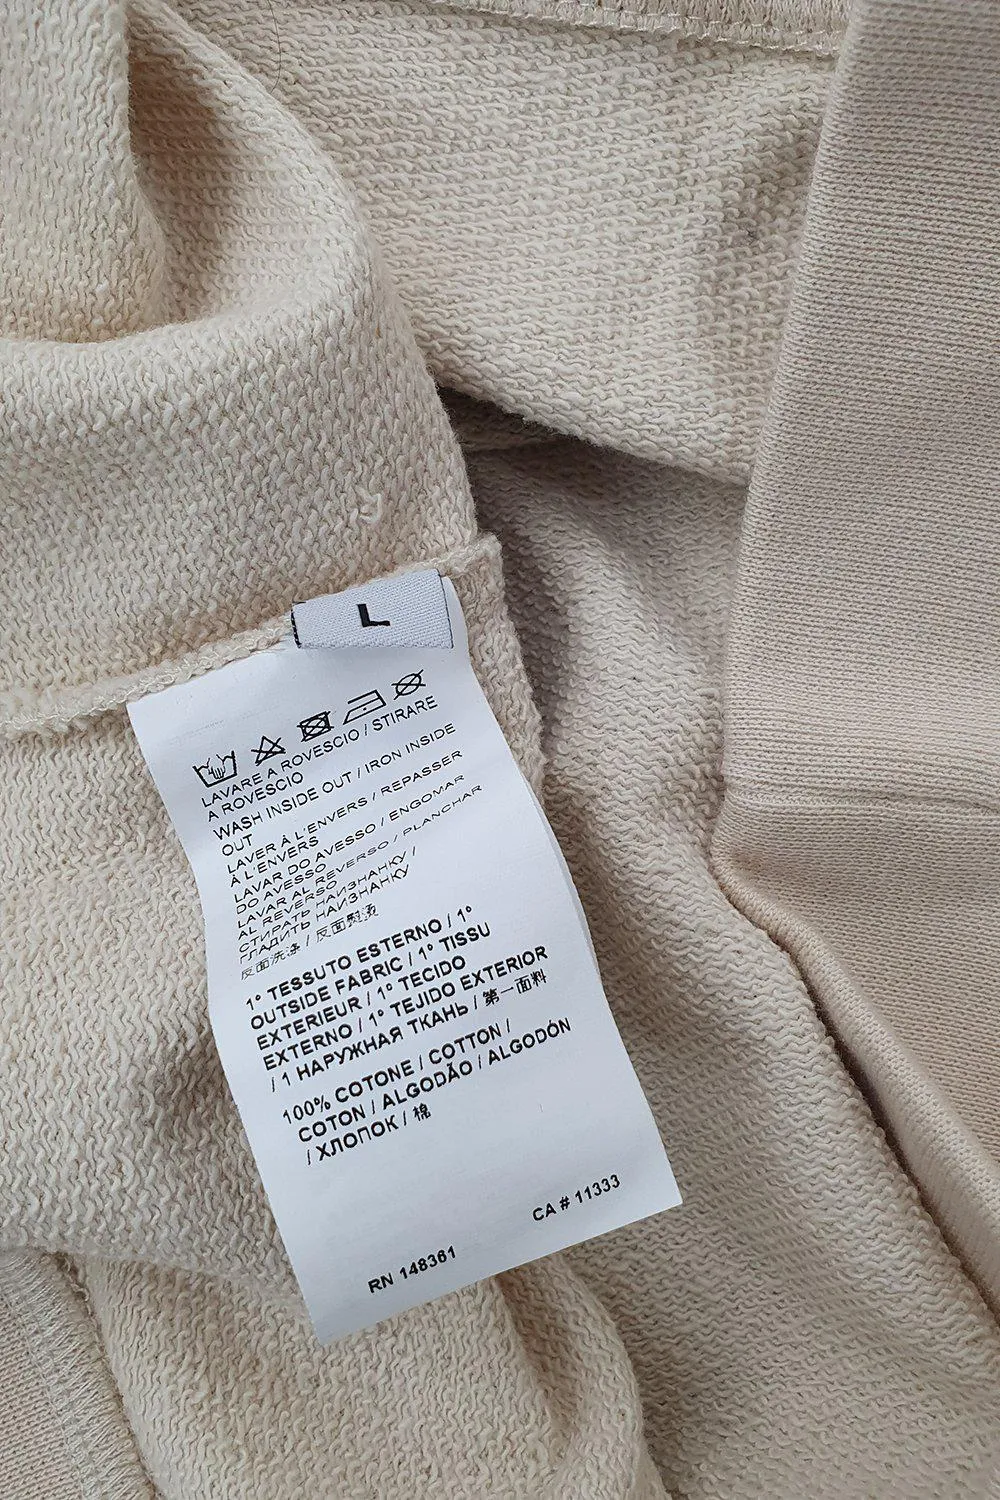 L
LAVARE A ROVESCIO / STIRARE
A ROVESCIO
WASH INSIDE OUT / IRON INSIDE
OUT
LAVER À L'ENVERS / REPASSER
À L'ENVERS
LAVAR DO AVESSO / ENGOMAR
DO AVESSO
LAVAR AL REVERSO / PLANCHAR
AL REVERSO
СТИРАТЬ НАИЗНАНКУ /
ГЛАДИТЬ НАИЗНАНКУ
反面洗涤 / 反面熨烫
1° TESSUTO ESTERNO / 1°
OUTSIDE FABRIC / 1° TISSU
EXTERIEUR / 1° TECIDO
EXTERNO / 1° TEJIDO EXTERIOR
/ 1 НАРУЖНАЯ ТКАНЬ / 第一面料
100% COTONE / COTTON /
COTON / ALGODÃO / ALGODÓN
/ ХЛОПОК / 棉
CA # 11333
RN 148361